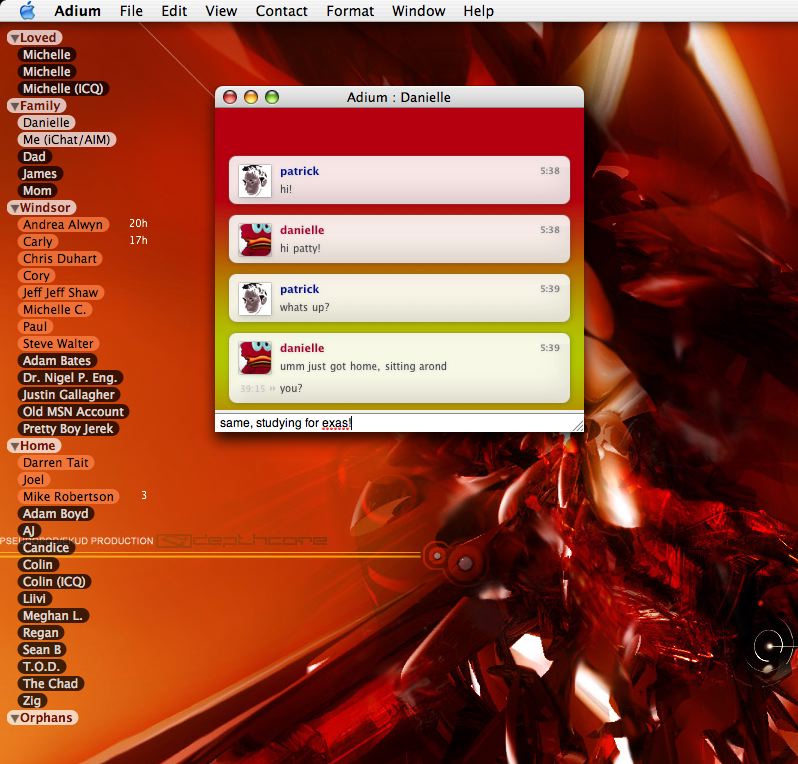 Adium File Edit View Contact Format Window Help
Loved
Michelle
Michelle
Michelle (ICQ)
Family
Danielle
Me (iChat/AIM)
Dad
James
Mom
Windsor
Andrea Alwyn 20h
Carly 17h
Chris Duhart
Cory
Jeff Jeff Shaw
Michelle C.
Paul
Steve Walter
Adam Bates
Dr. Nigel P. Eng.
Justin Gallagher
Old MSN Account
Pretty Boy Jerek
Home
Darren Tait
Joel
Mike Robertson 3
Adam Boyd
AJ
Candice
Colin
Colin (ICQ)
Liivi
Meghan L.
Regan
Sean B
T.O.D.
The Chad
Zig
Orphans
Adium : Danielle
patrick 5:38
hi!
danielle 5:38
hi patty!
patrick 5:39
whats up?
danielle 5:39
umm just got home, sitting arond
39:15 » you?
same, studying for exas!
PRODUCTION
depthcore